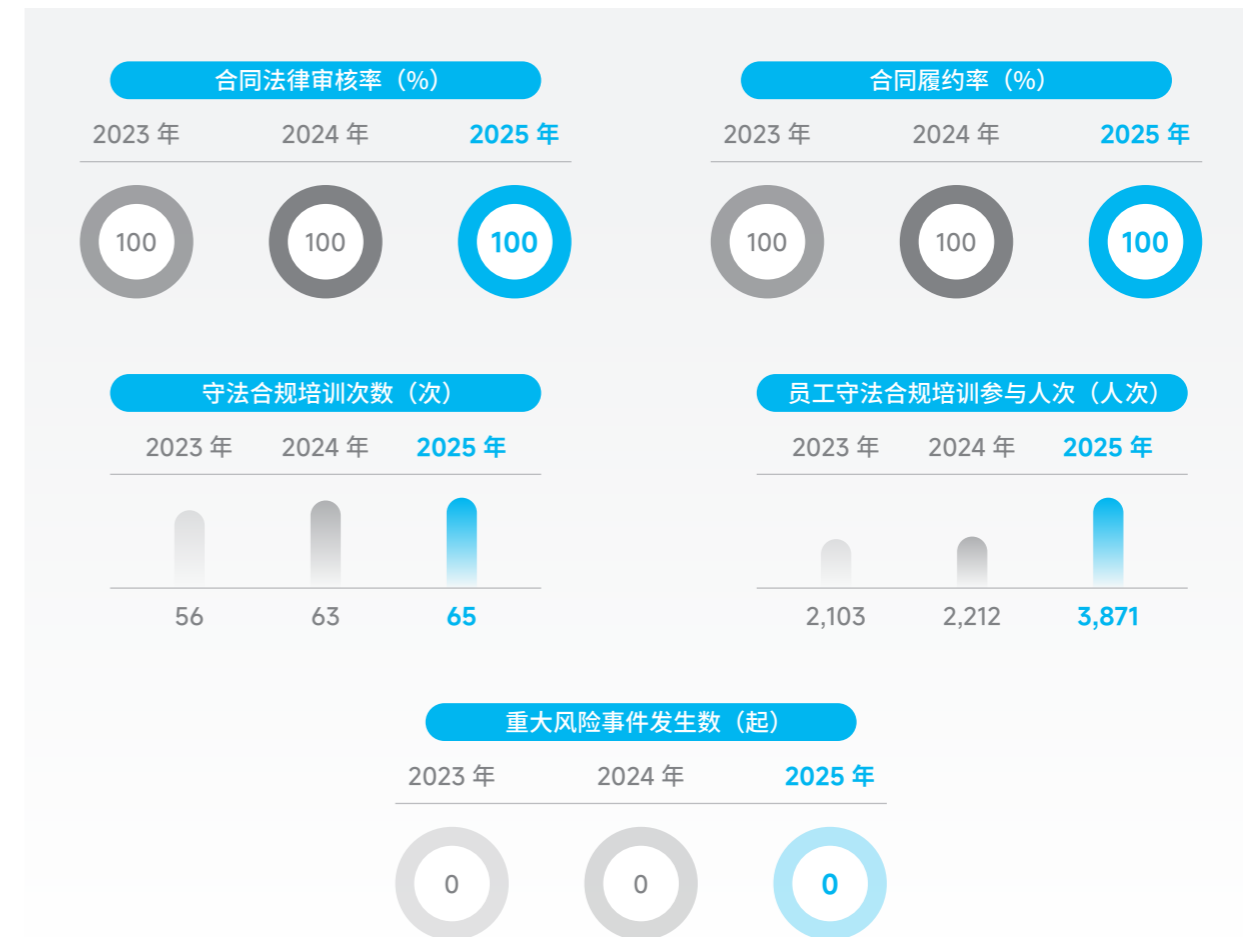 合同法律审核率（%）
2023 年 2024 年 2025 年
100 100 100
合同履约率（%）
2023 年 2024 年 2025 年
100 100 100
守法合规培训次数（次）
2023 年 2024 年 2025 年
56 63 65
员工守法合规培训参与人次（人次）
2023 年 2024 年 2025 年
2,103 2,212 3,871
重大风险事件发生数（起）
2023 年 2024 年 2025 年
0 0 0